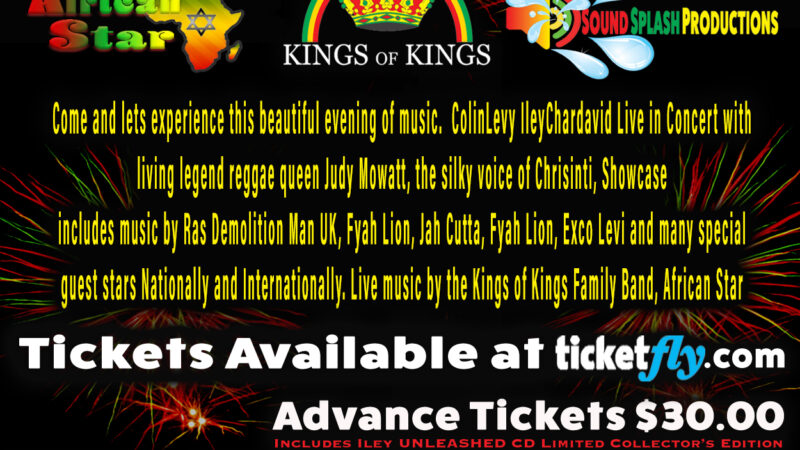 African
Star
KINGS OF KINGS
SOUND SPLASH PRODUCTIONS
Come and lets experience this beautiful evening of music. ColinLevy IleyChardavid Live in Concert with
living legend reggae queen Judy Mowatt, the silky voice of Chrisinti, Showcase
includes music by Ras Demolition Man UK, Fyah Lion, Jah Cutta, Fyah Lion, Exco Levi and many special
guest stars Nationally and Internationally. Live music by the Kings of Kings Family Band, African Star
Tickets Available at ticketfly.com
Advance Tickets $30.00
INCLUDES ILEY UNLEASHED CD LIMITED COLLECTOR'S EDITION